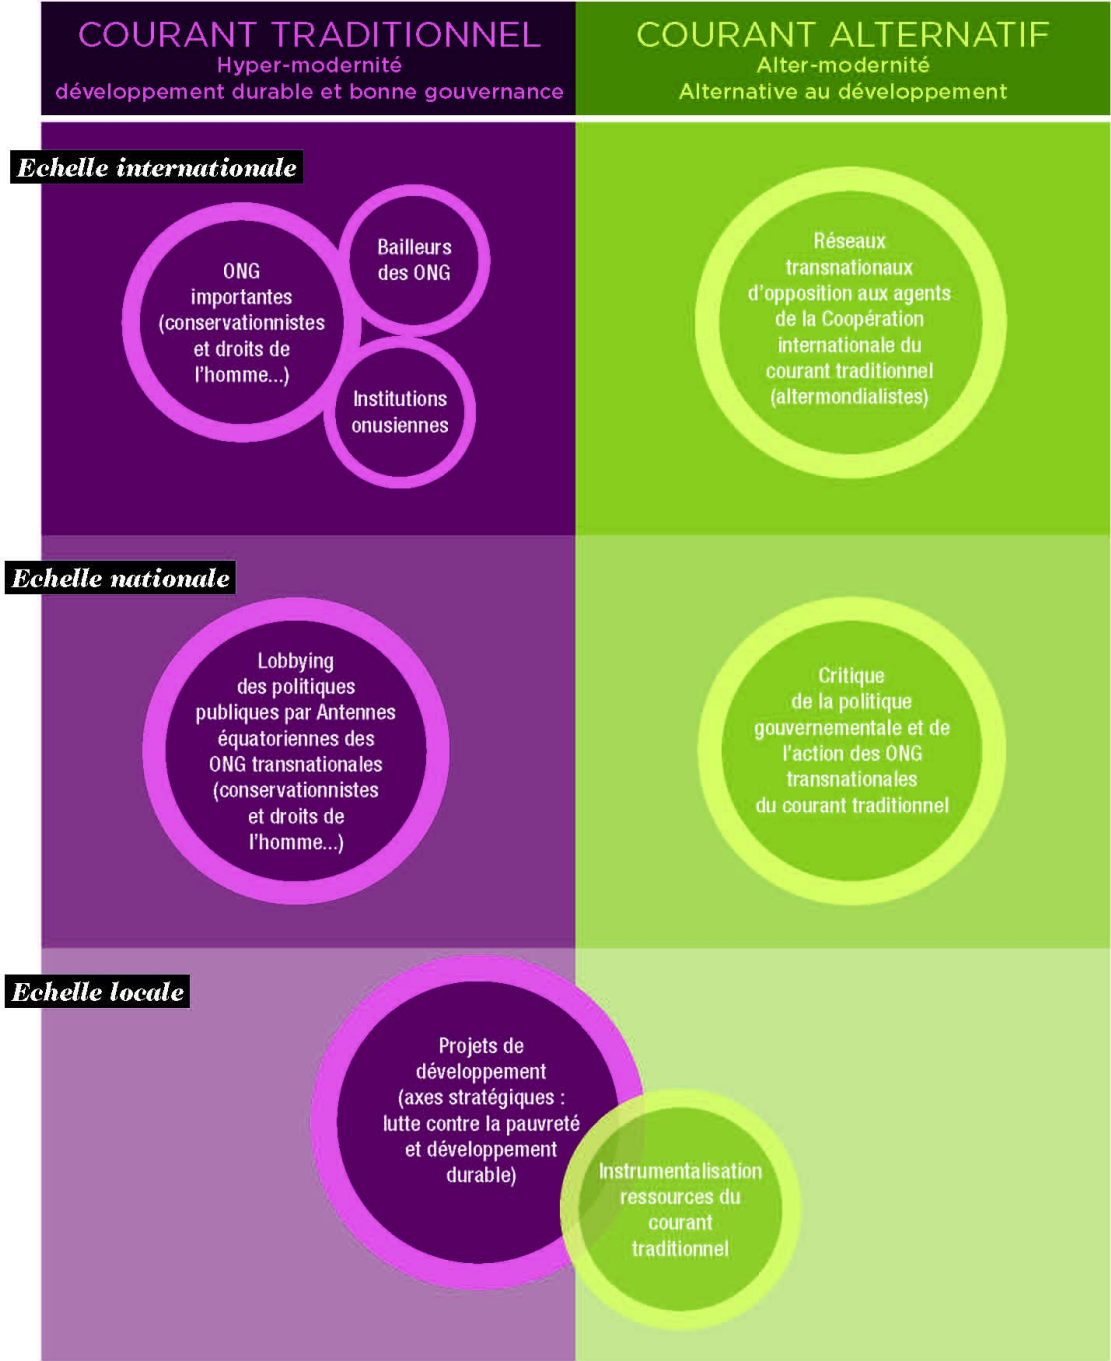 COURANT TRADITIONNEL
Hyper-modernité
développement durable et bonne gouvernance
COURANT ALTERNATIF
Alter-modernité
Alternative au développement
Echelle internationale
ONG
importantes
(conservationnistes
et droits de
l'homme...)
Bailleurs
des ONG
Institutions
onusiennes
Réseaux
transnationaux
d'opposition aux agents
de la Coopération
internationale du
courant traditionnel
(altermondialistes)
Echelle nationale
Lobbying
des politiques
publiques par Antennes
équatoriennes des
ONG transnationales
(conservationnistes
et droits de
l'homme...)
Critique
de la politique
gouvernementale et de
l'action des ONG
transnationales
du courant traditionnel
Echelle locale
Projets de
développement
(axes stratégiques :
lutte contre la pauvreté
et développement
durable)
Instrumentalisation
ressources du
courant
traditionnel